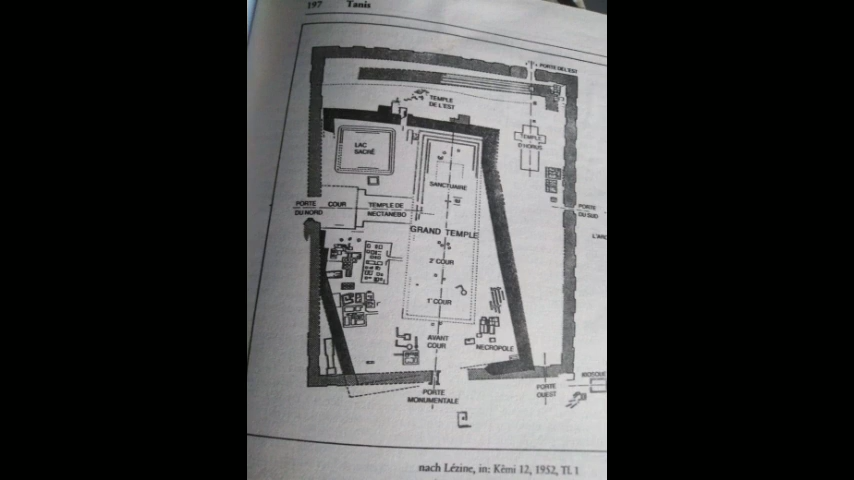 197 Tanis
PORTE DE L'EST
TEMPLE
DE L'EST
TEMPLE
D'HORUS
LAC
SACRÉ
SANCTUAIRE
PORTE
DU NORD
COUR
TEMPLE DE
NECTANEBO
PORTE
DU SUD
GRAND TEMPLE
2ᵉ COUR
1ᵉ COUR
AVANT
COUR
NECROPOLE
PORTE
MONUMENTALE
PORTE
OUEST
nach Lézine, in: Kêmi 12, 1952, Tf. 1